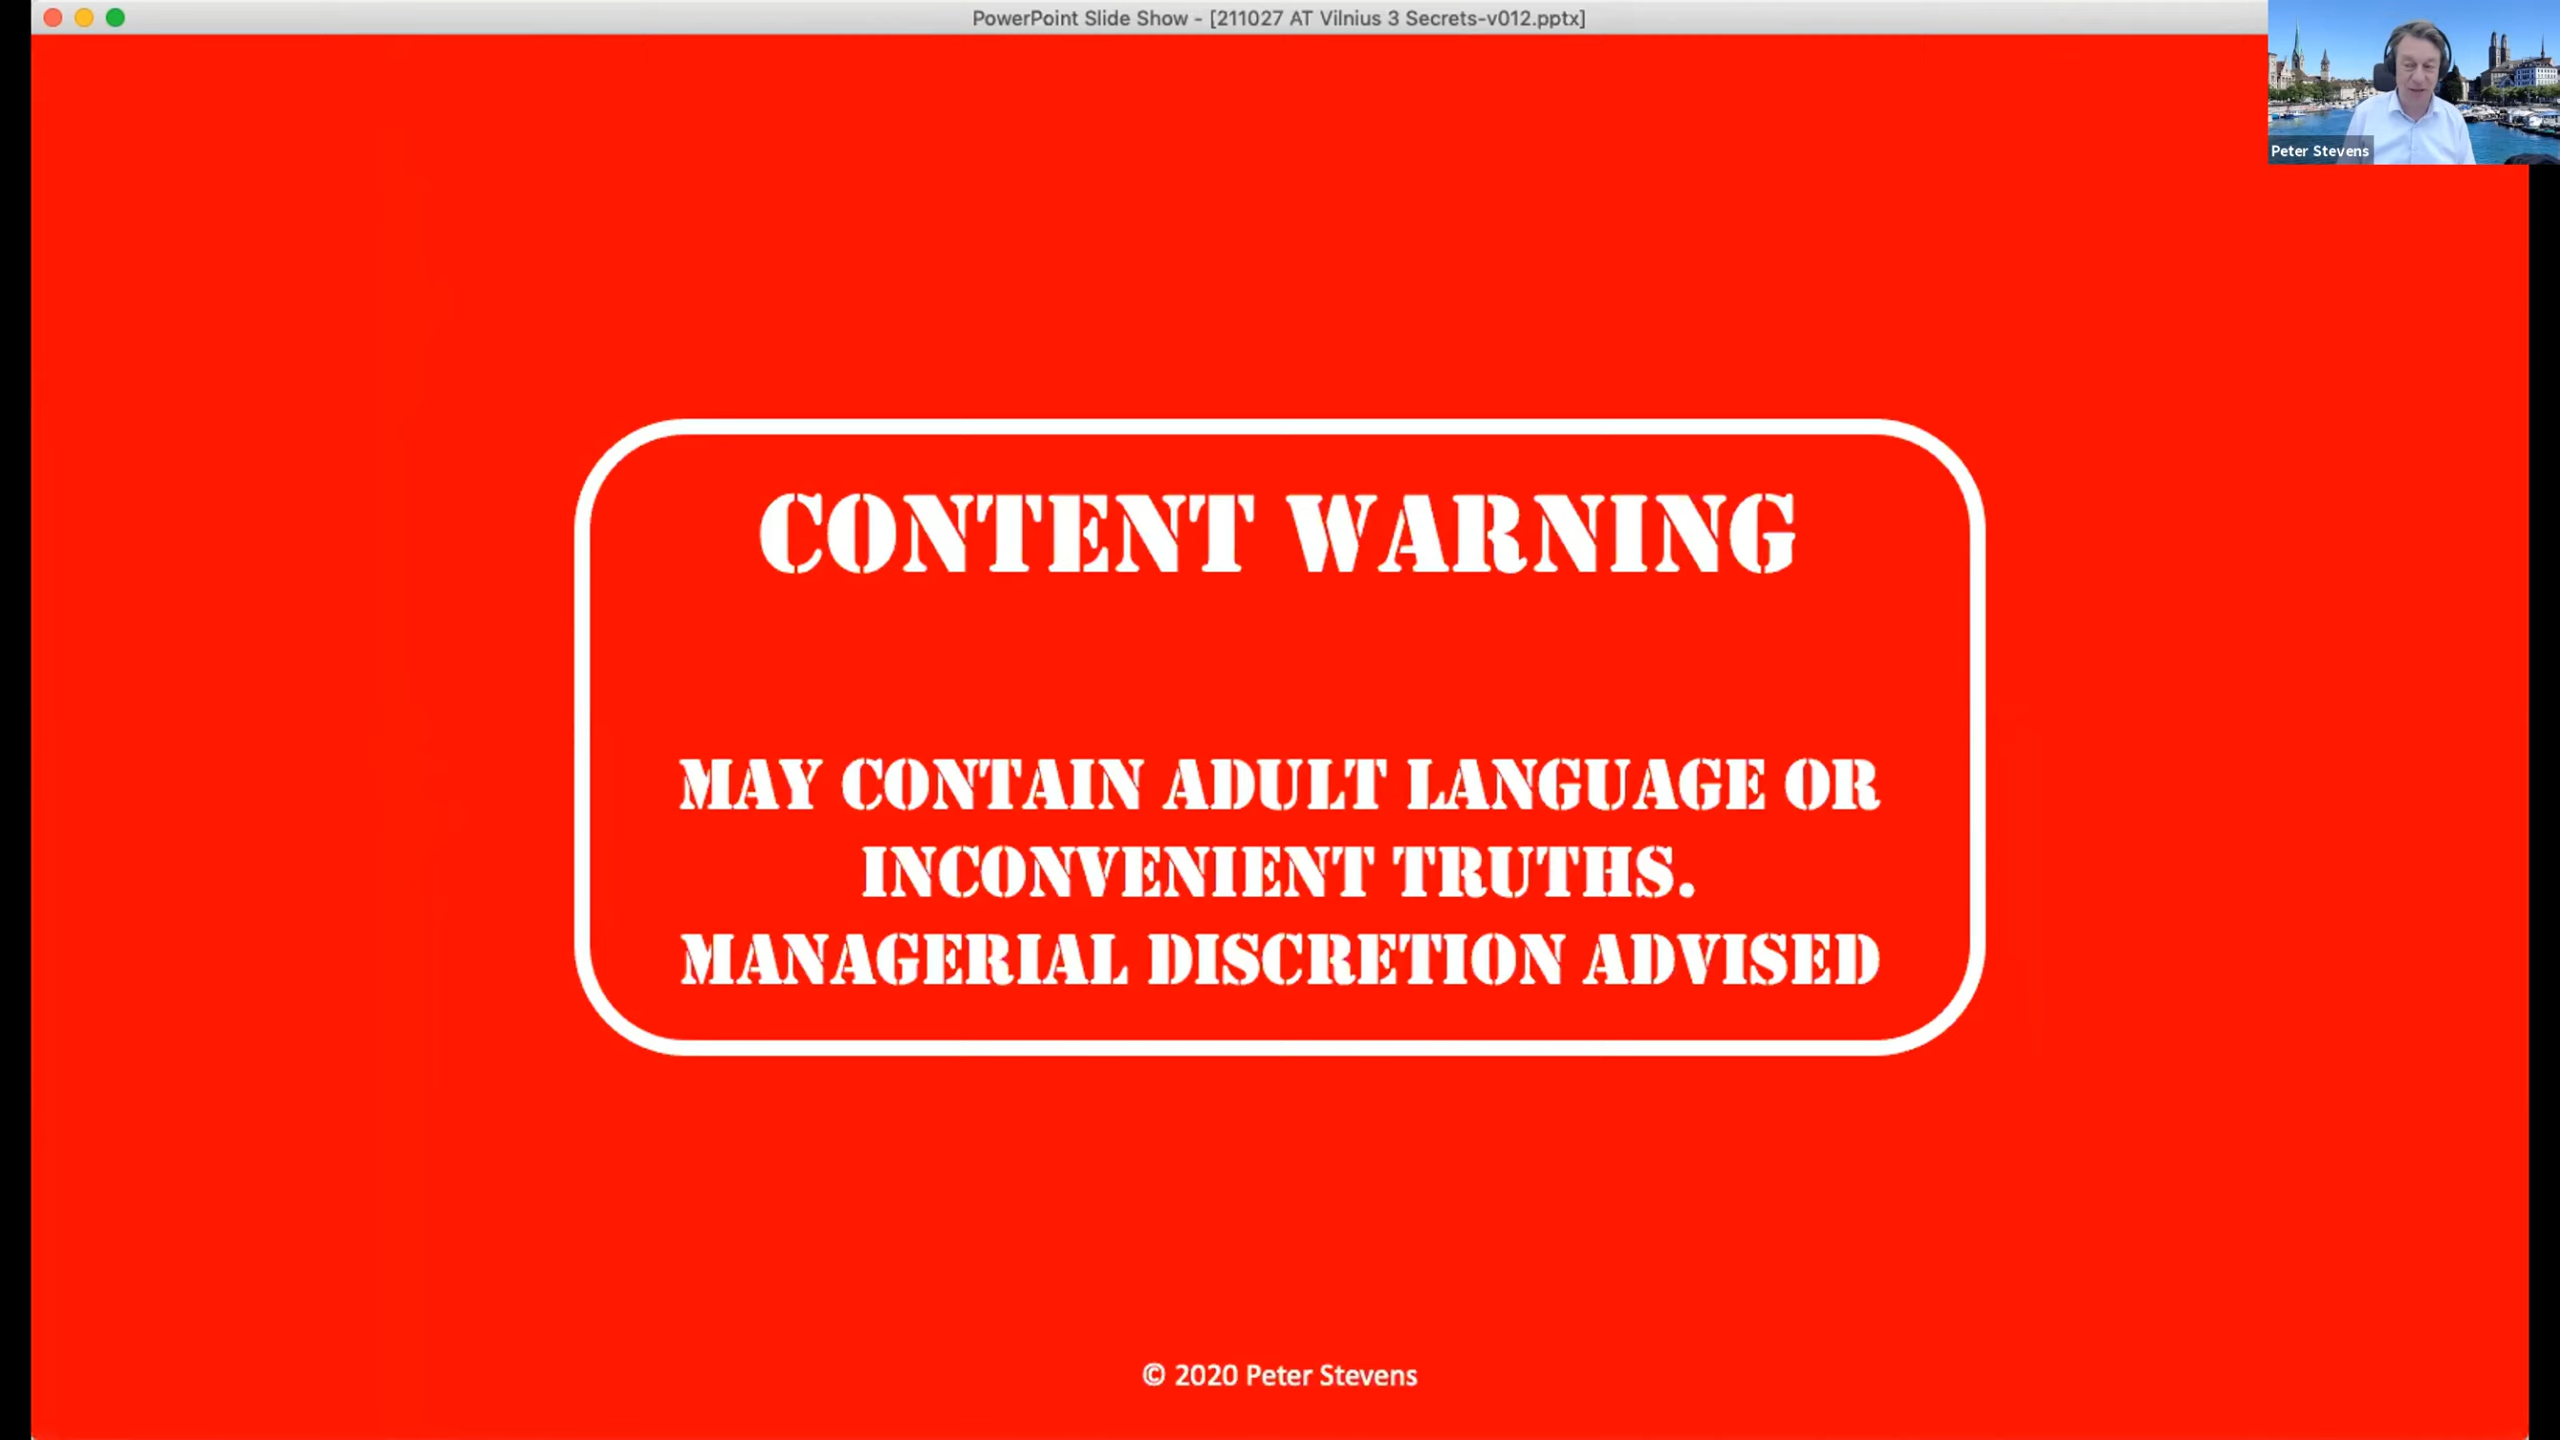 PowerPoint Slide Show - [211027 AT Vilnius 3 Secrets-v012.pptx]
Peter Stevens
CONTENT WARNING
MAY CONTAIN ADULT LANGUAGE OR
INCONVENIENT TRUTHS.
MANAGERIAL DISCRETION ADVISED
© 2020 Peter Stevens